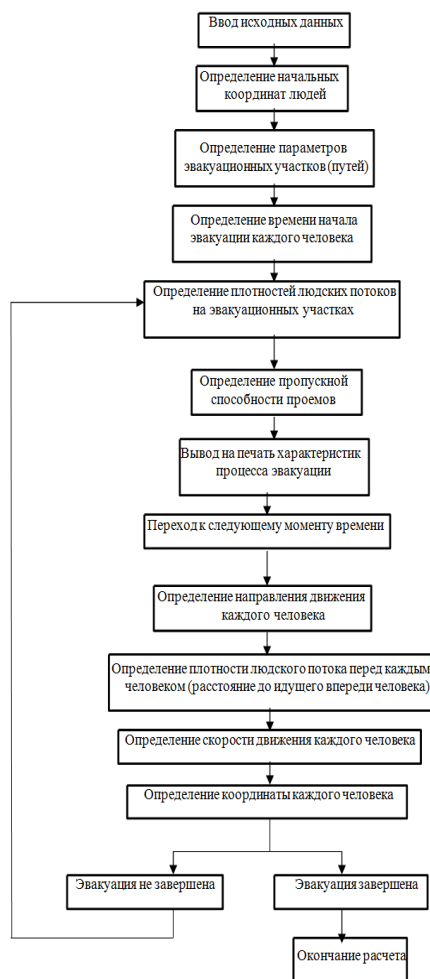 Ввод исходных данных
Определение начальных
координат людей
Определение параметров
эвакуационных участков (путей)
Определение времени начала
эвакуации каждого человека
Определение плотностей людских потоков
на эвакуационных участках
Определение пропускной
способности проемов
Вывод на печать характеристик
процесса эвакуации
Переход к следующему моменту времени
Определение направления движения
каждого человека
Определение плотности людского потока перед каждым
человеком (расстояние до идущего впереди человека)
Определение скорости движения каждого человека
Определение координаты каждого человека
Эвакуация не завершена
Эвакуация завершена
Окончание расчета